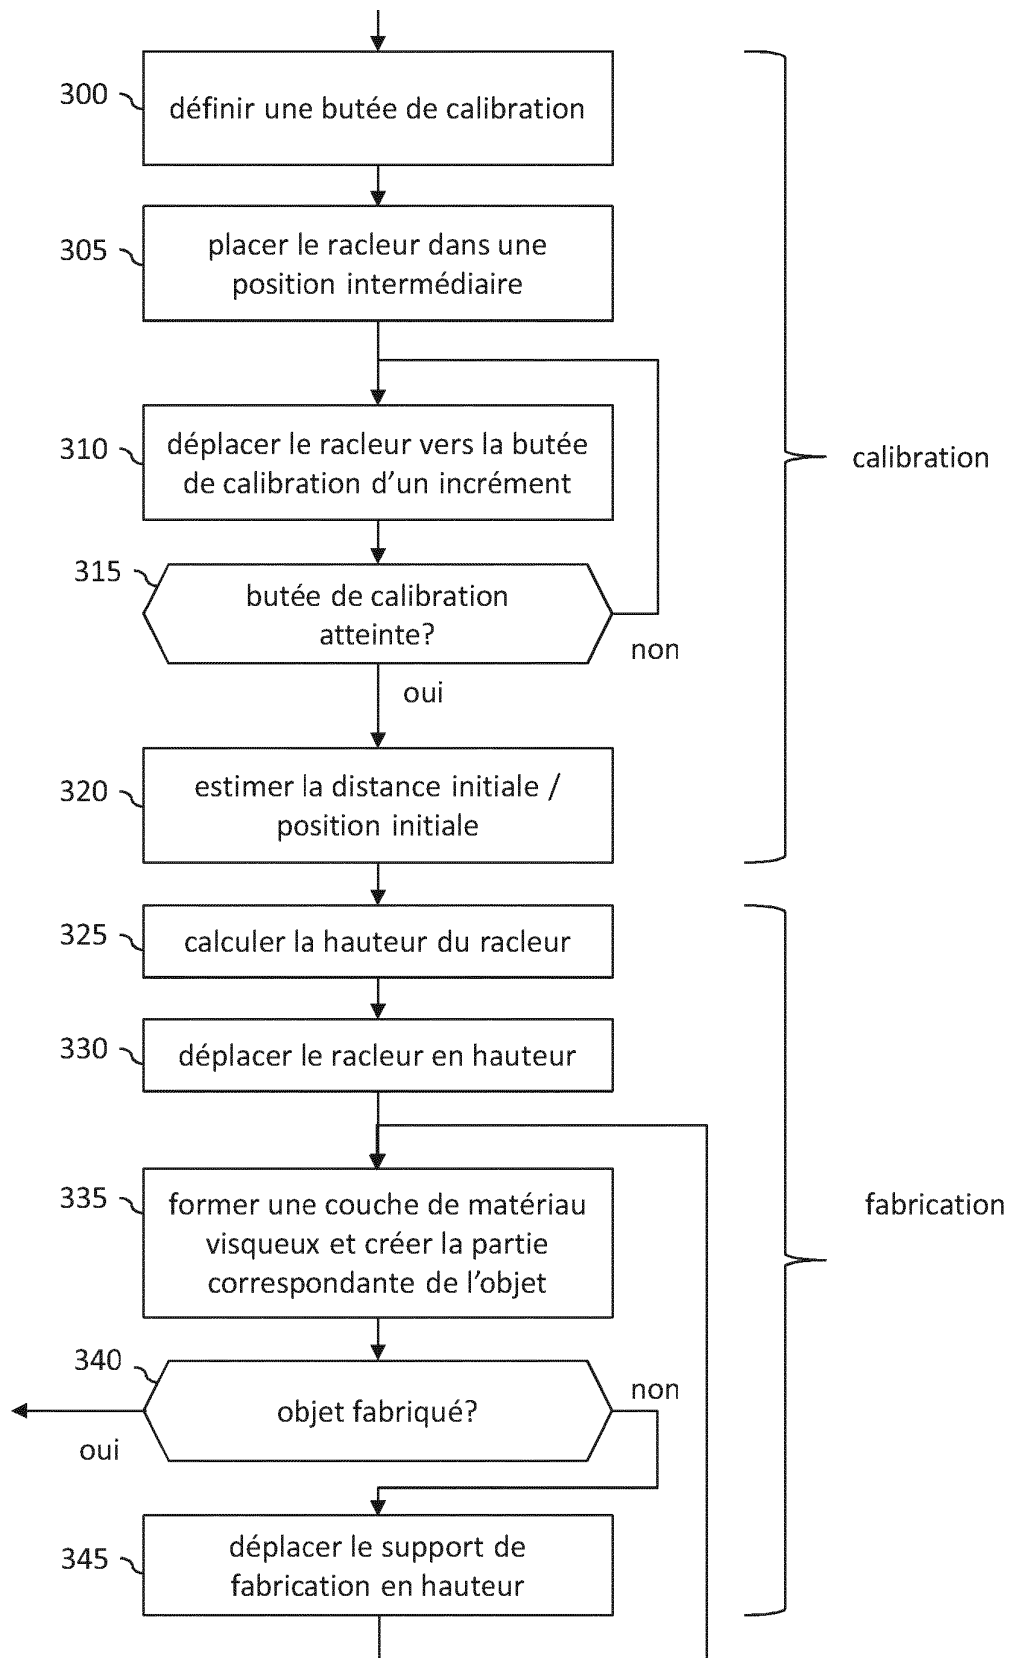 300
définir une butée de calibration
305
placer le racleur dans une
position intermédiaire
310
déplacer le racleur vers la butée
de calibration d'un incrément
calibration
315
butée de calibration
atteinte?
non
oui
320
estimer la distance initiale /
position initiale
325
calculer la hauteur du racleur
330
déplacer le racleur en hauteur
335
former une couche de matériau
visqueux et créer la partie
correspondante de l'objet
fabrication
340
objet fabriqué?
non
oui
345
déplacer le support de
fabrication en hauteur